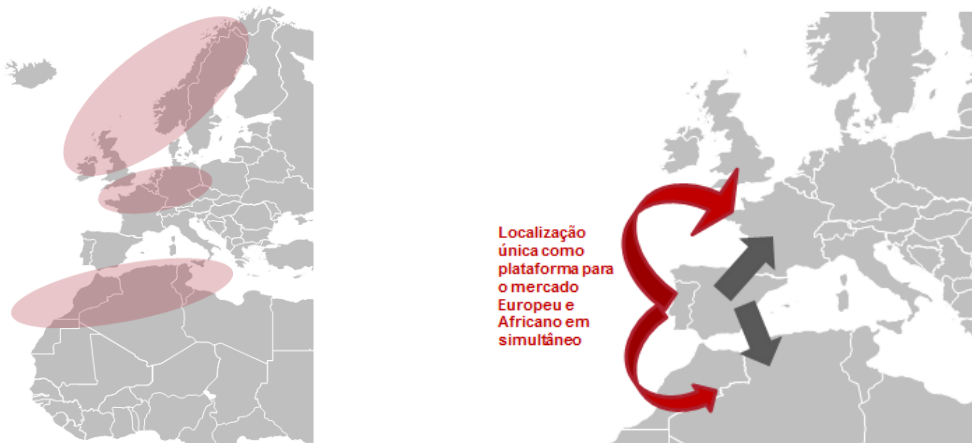 Localização
única como
plataforma para
o mercado
Europeu e
Africano em
simultâneo